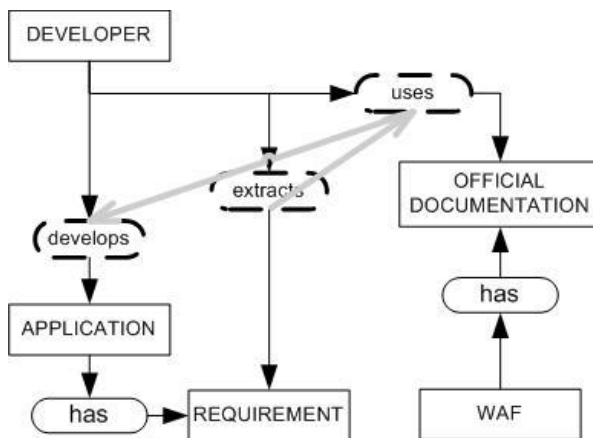 DEVELOPER
uses
extracts
OFFICIAL
DOCUMENTATION
develops
has
APPLICATION
has
REQUIREMENT
WAF